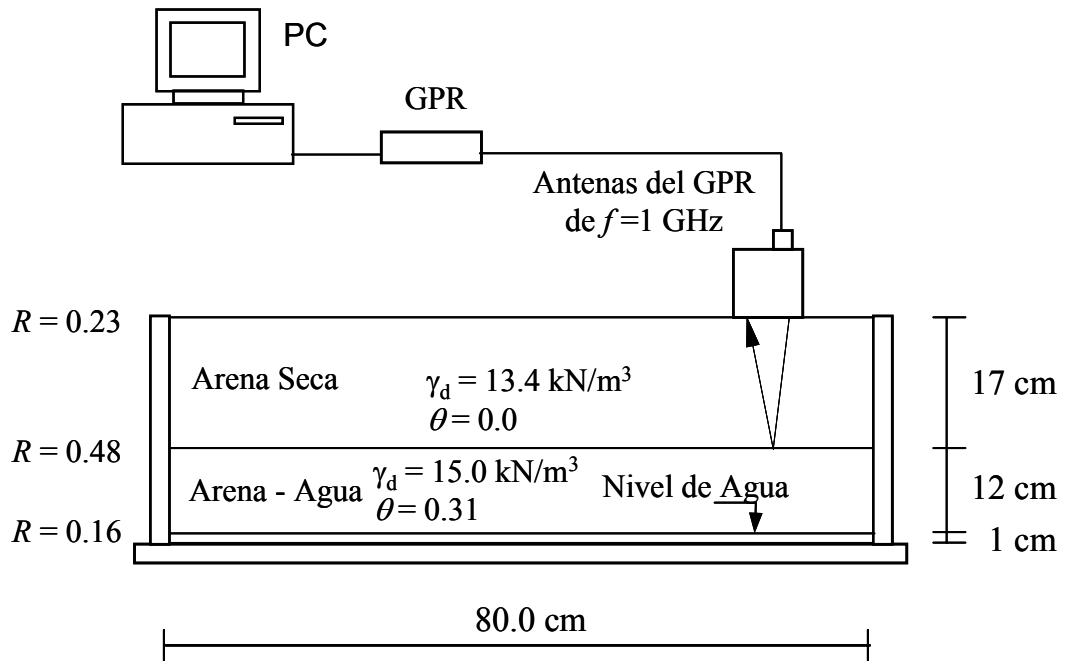 PC
GPR
Antenas del GPR
de f =1 GHz
R = 0.23
Arena Seca
γd = 13.4 kN/m³
θ = 0.0
17 cm
R = 0.48
Arena - Agua
γd = 15.0 kN/m³
θ = 0.31
Nivel de Agua
12 cm
R = 0.16
1 cm
80.0 cm